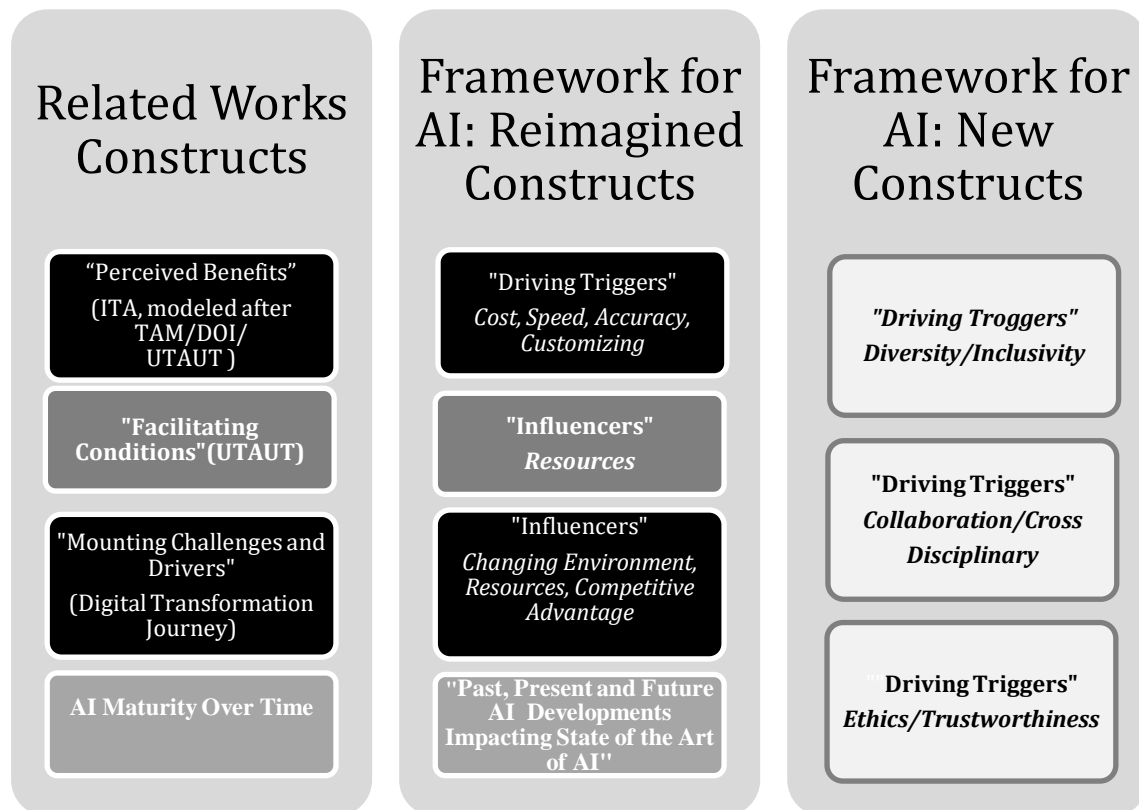 Related Works
Constructs
“Perceived Benefits”
(ITA, modeled after
TAM/DOI/
UTAUT )
"Facilitating
Conditions"(UTAUT)
"Mounting Challenges and
Drivers"
(Digital Transformation
Journey)
AI Maturity Over Time
Framework for
AI: Reimagined
Constructs
"Driving Triggers"
Cost, Speed, Accuracy,
Customizing
"Influencers"
Resources
"Influencers"
Changing Environment,
Resources, Competitive
Advantage
"Past, Present and Future
AI Developments
Impacting State of the Art
of AI"
Framework for
AI: New
Constructs
"Driving Troggers"
Diversity/Inclusivity
"Driving Triggers"
Collaboration/Cross
Disciplinary
""Driving Triggers"
Ethics/Trustworthiness